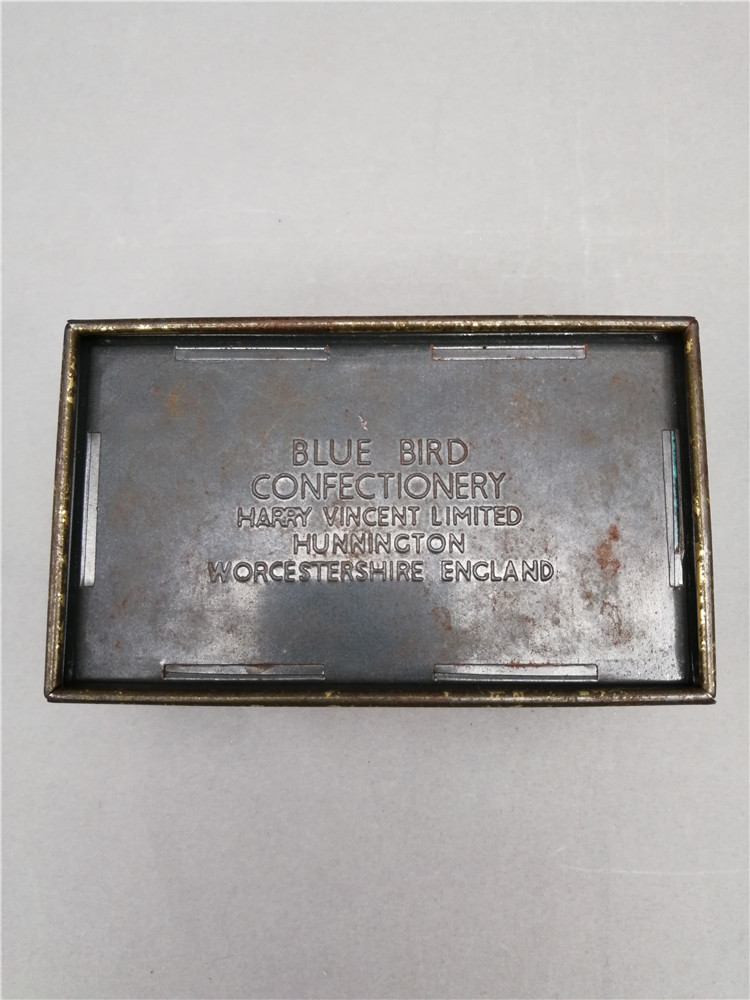 BLUE BIRD
CONFECTIONERY
HARRY VINCENT LIMITED
HUNNINGTON
WORCESTERSHIRE ENGLAND